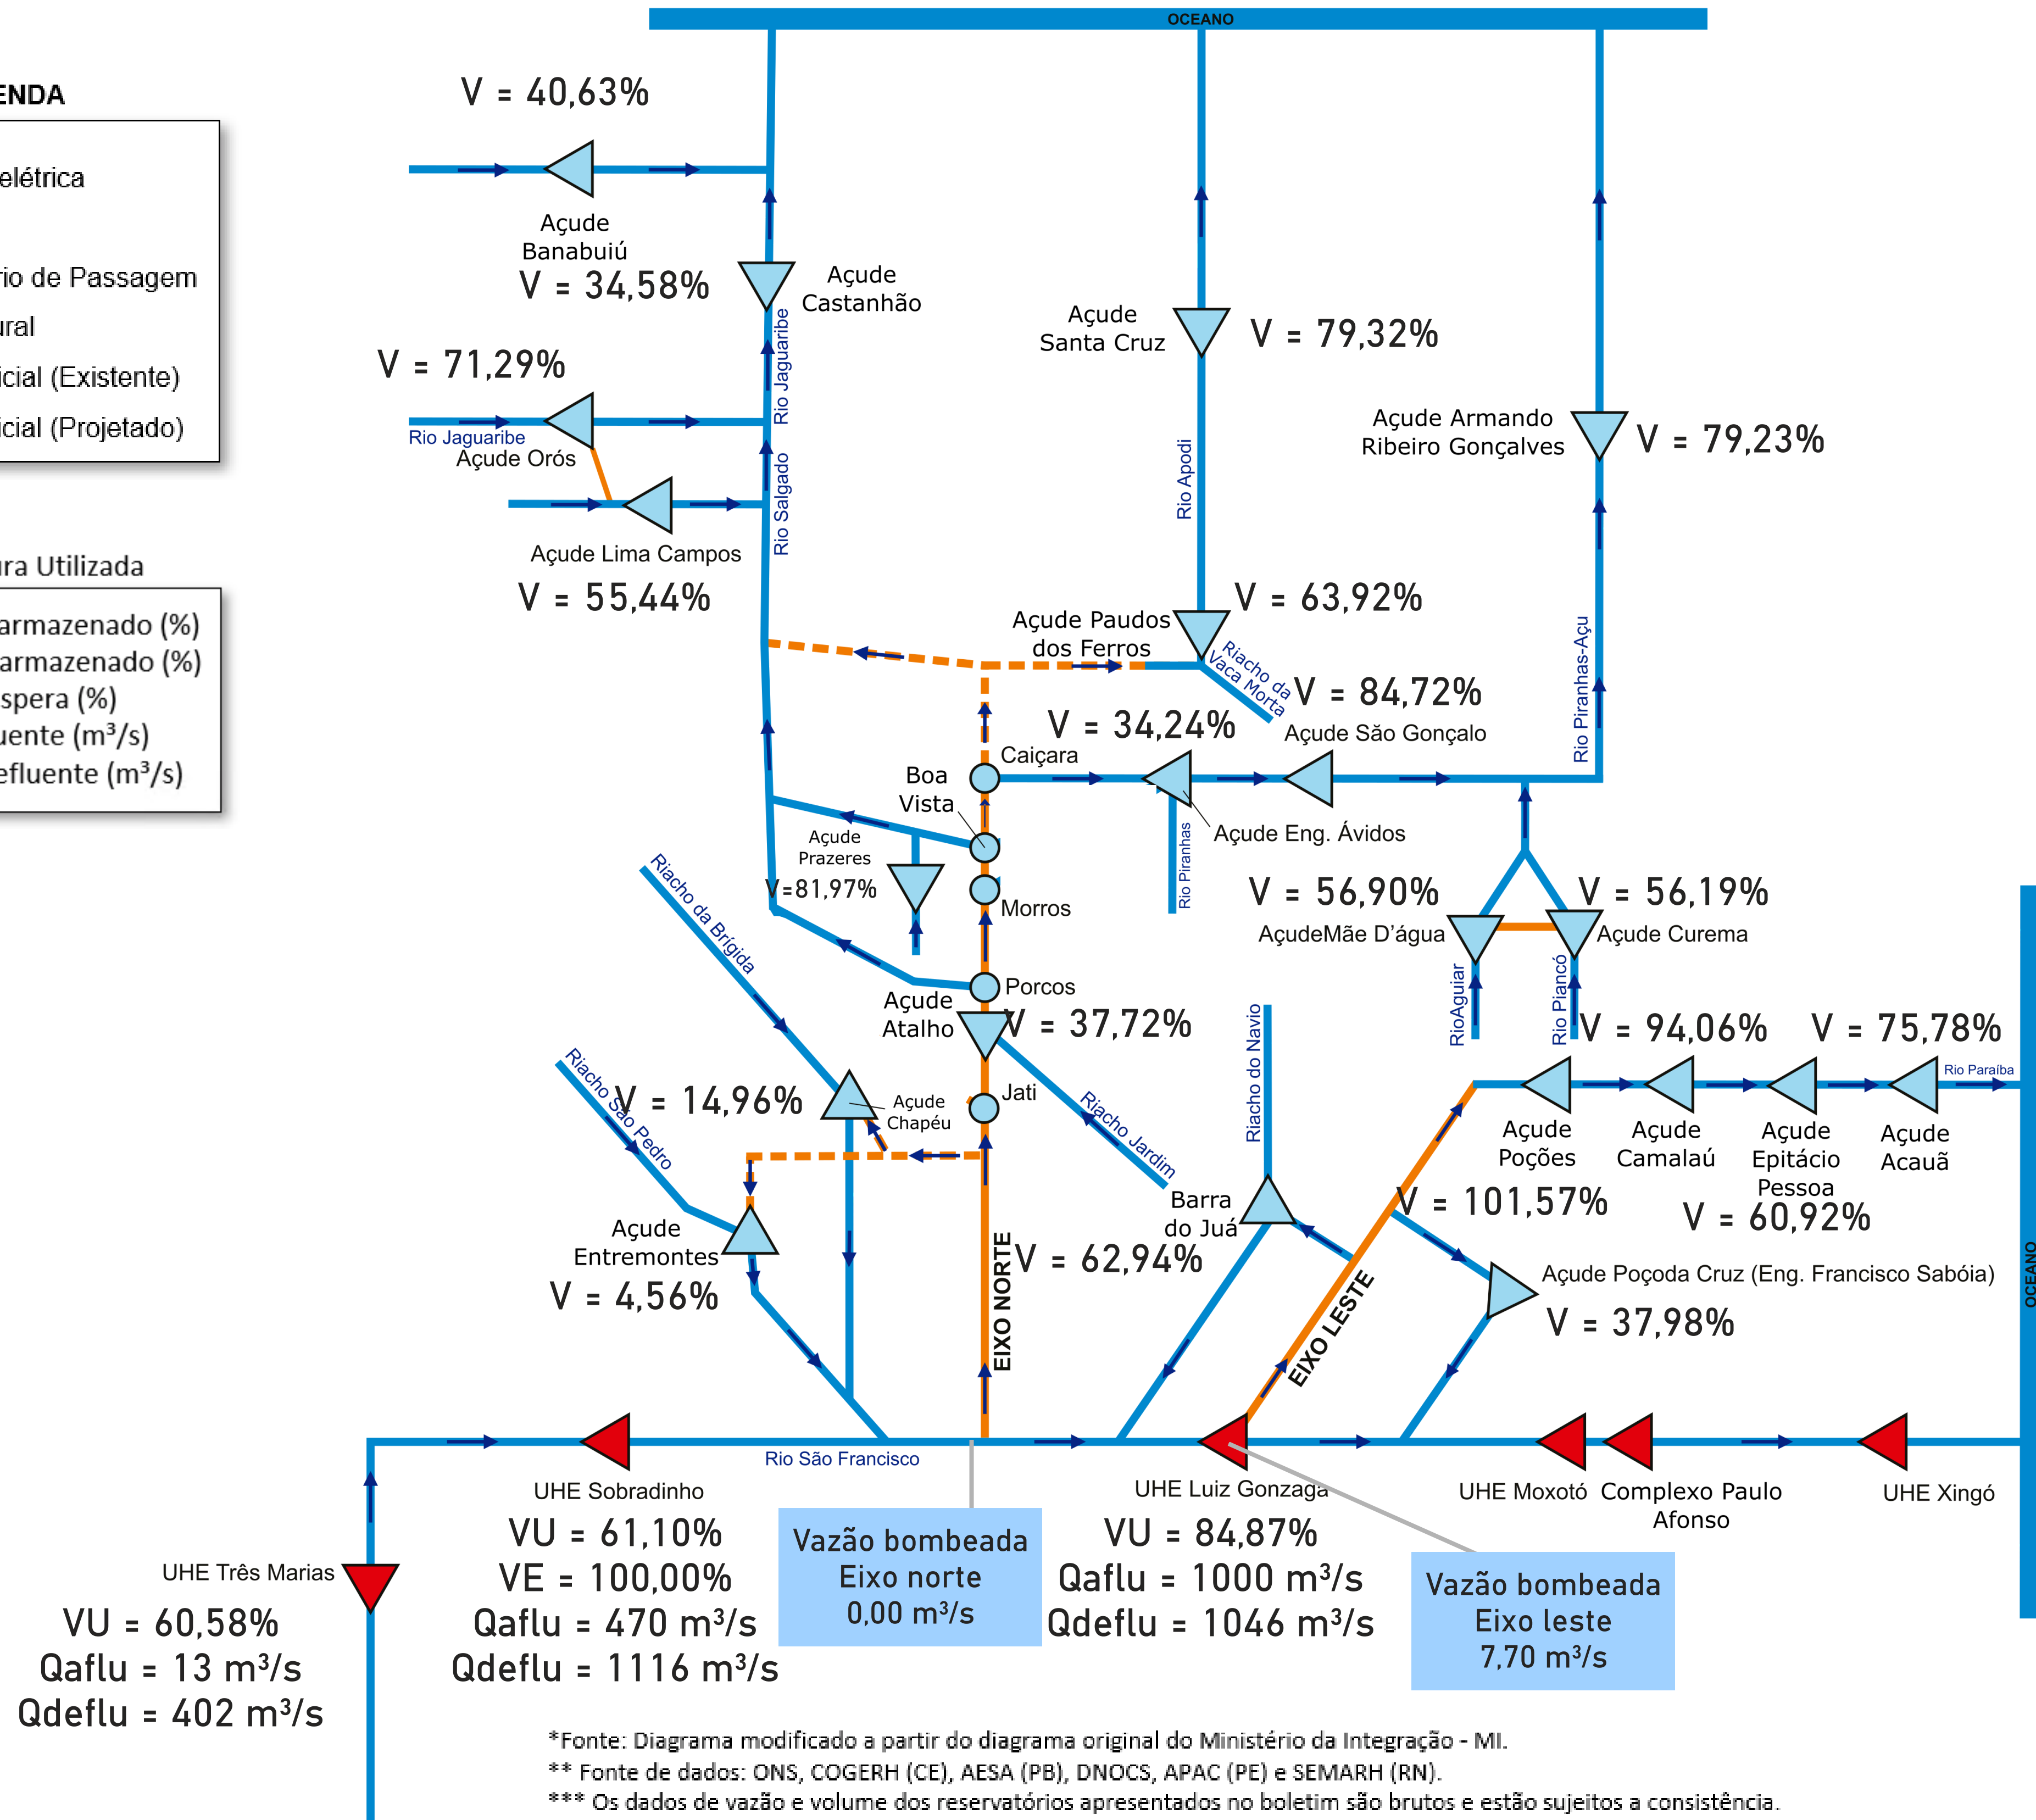 OCEANO
ENDA
elétrica
rio de Passagem
ural
icial (Existente)
icial (Projetado)
ura Utilizada
armazenado (%)
armazenado (%)
spera (%)
uente (m³/s)
efluente (m³/s)
V = 40,63%
Açude
Banabuiú
V = 34,58%
Açude
Castanhão
Rio Jaguaribe
V = 71,29%
Rio Jaguaribe
Açude Orós
Rio Salgado
Açude Lima Campos
V = 55,44%
Açude
Santa Cruz
V = 79,32%
Rio Apodi
Açude Armando
Ribeiro Gonçalves
V = 79,23%
Rio Piranhas-Açu
Açude Paudos
dos Ferros
V = 63,92%
Riacho da
Vaca Morta
V = 84,72%
Açude São Gonçalo
V = 34,24%
Caiçara
Boa
Vista
Açude Eng. Ávidos
Rio Piranhas
Açude
Prazeres
V=81,97%
Morros
Porcos
Riacho da Brígida
Açude
Atalho
V = 37,72%
V = 56,90%
AçudeMãe D'água
V = 56,19%
Açude Curema
RioAguiar
Rio Piancó
Riacho São Pedro
V = 14,96%
Açude
Chapéu
Jati
Riacho Jardim
Riacho do Navio
V = 94,06%
V = 75,78%
Rio Paraíba
Açude
Poções
Açude
Camalaú
Açude
Epitácio
Pessoa
Açude
Acauã
V = 101,57%
V = 60,92%
Barra
do Juá
V = 62,94%
Açude
Entremontes
V = 4,56%
EIXO NORTE
EIXO LESTE
Açude Poçoda Cruz (Eng. Francisco Sabóia)
V = 37,98%
OCEANO
Rio São Francisco
UHE Sobradinho
VU = 61,10%
VE = 100,00%
Qaflu = 470 m³/s
Qdeflu = 1116 m³/s
Vazão bombeada
Eixo norte
0,00 m³/s
UHE Luiz Gonzaga
VU = 84,87%
Qaflu = 1000 m³/s
Qdeflu = 1046 m³/s
Vazão bombeada
Eixo leste
7,70 m³/s
UHE Moxotó
Complexo Paulo
Afonso
UHE Xingó
UHE Três Marias
VU = 60,58%
Qaflu = 13 m³/s
Qdeflu = 402 m³/s
*Fonte: Diagrama modificado a partir do diagrama original do Ministério da Integração - MI.
** Fonte de dados: ONS, COGERH (CE), AESA (PB), DNOCS, APAC (PE) e SEMARH (RN).
*** Os dados de vazão e volume dos reservatórios apresentados no boletim são brutos e estão sujeitos a consistência.